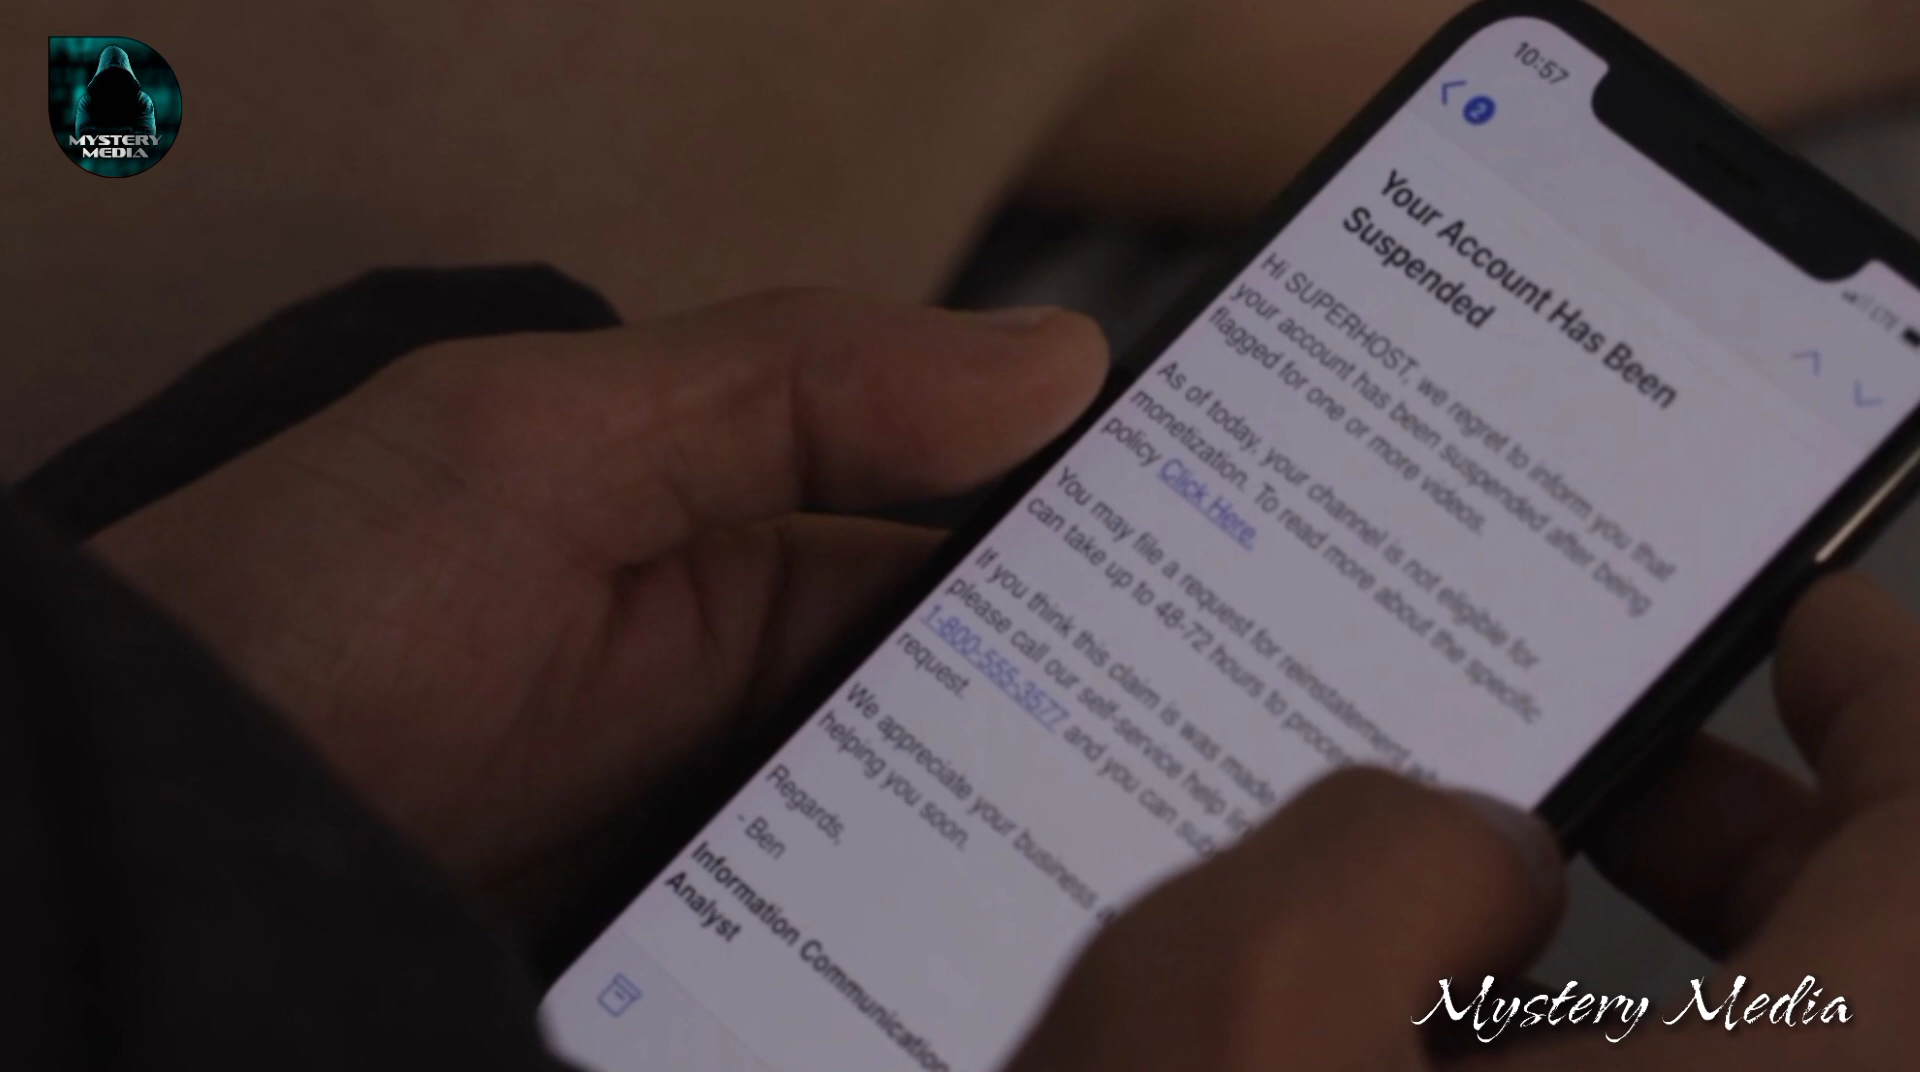 MYSTERY
MEDIA
10:57
2
LTE
Your Account Has Been
Suspended
Hi SUPERHOST, we regret to inform you that
your account has been suspended after being
flagged for one or more videos.
As of today, your channel is not eligible for
monetization. To read more about the specific
policy Click Here.
You may file a request for reinstatement
can take up to 48-72 hours to
If you think this claim is was made
please call our self-service help
1-800-555-3577 and you can
request.
We appreciate your business
helping you soon.
Regards,
- Ben
Information Communication
Analyst
Mystery Media